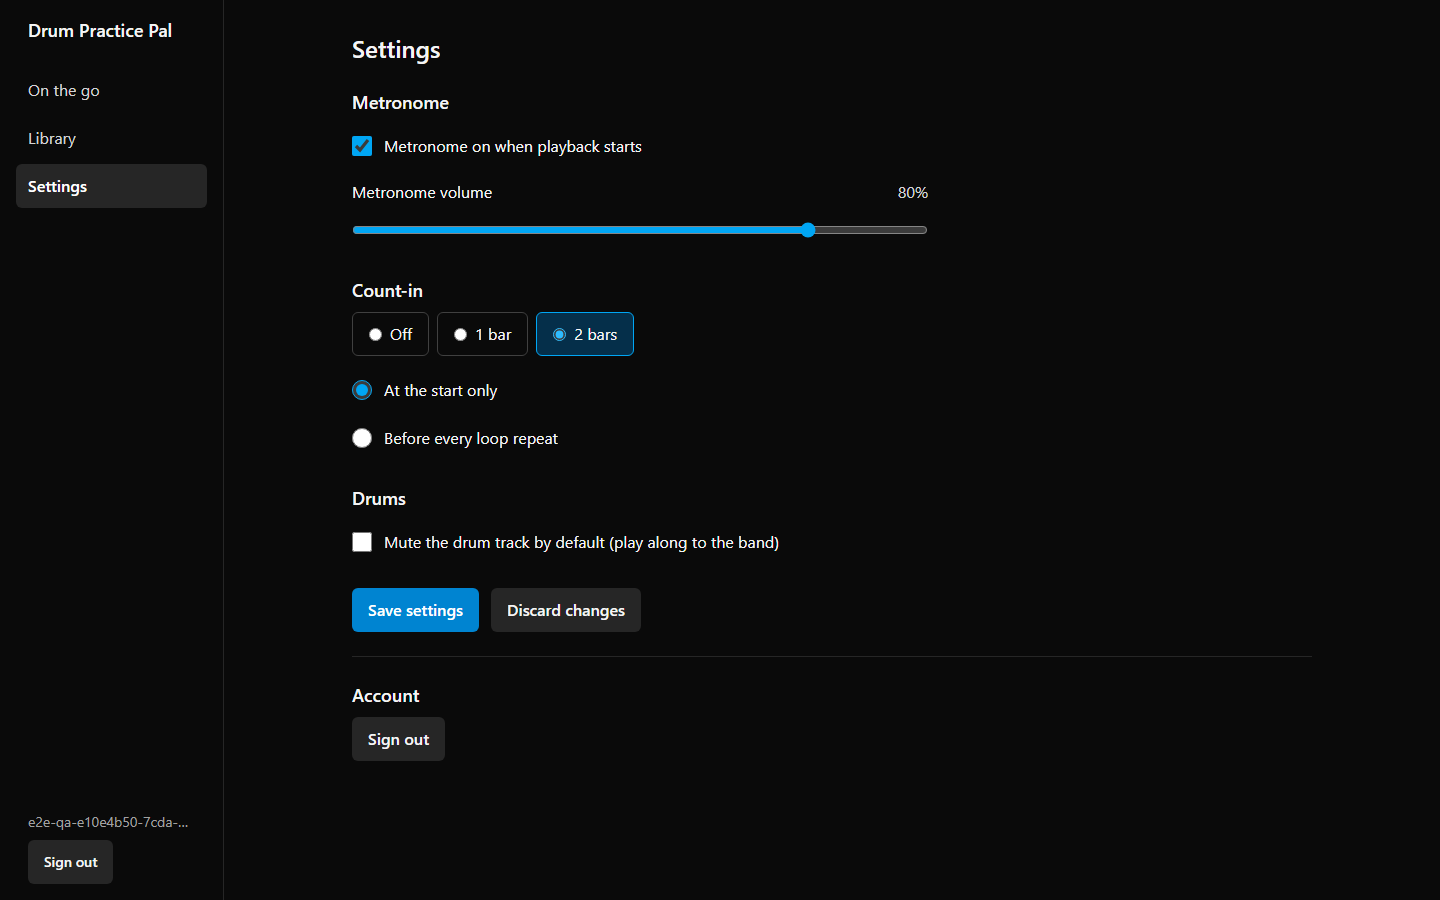 Drum Practice Pal
On the go
Library
Settings
e2e-qa-e10e4b50-7cda-...
Sign out
Settings
Metronome
Metronome on when playback starts
Metronome volume 80%
Count-in
Off 1 bar 2 bars
At the start only
Before every loop repeat
Drums
Mute the drum track by default (play along to the band)
Save settings Discard changes
Account
Sign out